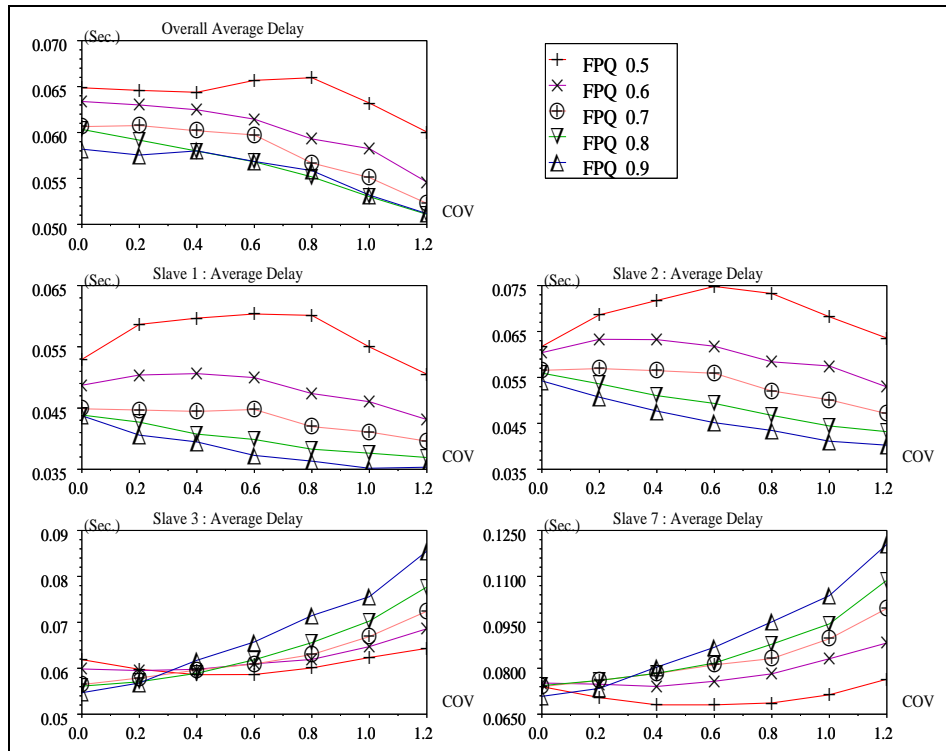 Overall Average Delay
(Sec.)
0.070
0.065
0.060
0.055
0.050
0.0 0.2 0.4 0.6 0.8 1.0 1.2
COV
FPQ 0.5
FPQ 0.6
FPQ 0.7
FPQ 0.8
FPQ 0.9
Slave 1 : Average Delay
(Sec.)
0.065
0.055
0.045
0.035
0.0 0.2 0.4 0.6 0.8 1.0 1.2
COV
Slave 2 : Average Delay
(Sec.)
0.075
0.065
0.055
0.045
0.035
0.0 0.2 0.4 0.6 0.8 1.0 1.2
COV
Slave 3 : Average Delay
(Sec.)
0.09
0.08
0.07
0.06
0.05
0.0 0.2 0.4 0.6 0.8 1.0 1.2
COV
Slave 7 : Average Delay
(Sec.)
0.1250
0.1100
0.0950
0.0800
0.0650
0.0 0.2 0.4 0.6 0.8 1.0 1.2
COV